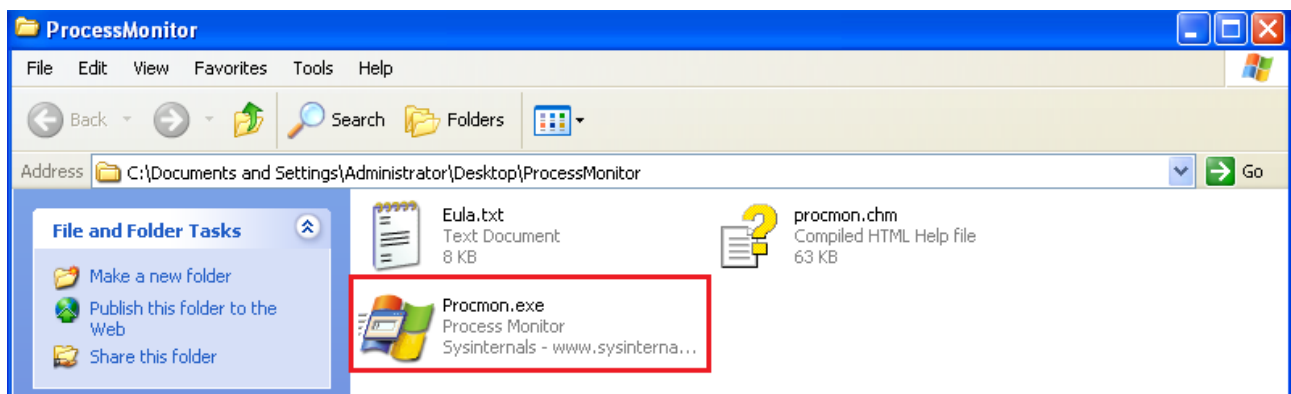 ProcessMonitor
File Edit View Favorites Tools Help
Back Search Folders
Address C:\Documents and Settings\Administrator\Desktop\ProcessMonitor Go
File and Folder Tasks
Make a new folder
Publish this folder to the
Web
Share this folder
Eula.txt
Text Document
8 KB
procmon.chm
Compiled HTML Help file
63 KB
Procmon.exe
Process Monitor
Sysinternals - www.sysinterna...